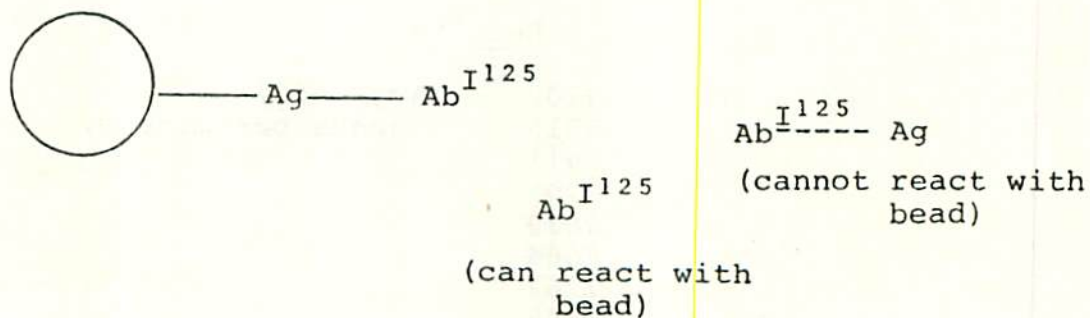 Ag Ab I125
Ab I125 Ag
(cannot react with
bead)
Ab I125
(can react with
bead)